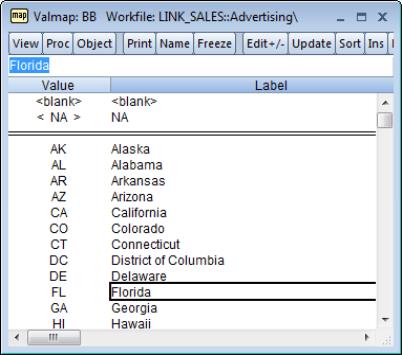 map Valmap: BB Workfile: LINK_SALES::Advertising\
View Proc Object Print Name Freeze Edit+/- Update Sort Ins
Florida
Value Label
<blank> <blank>
< NA > NA
AK Alaska
AL Alabama
AR Arkansas
AZ Arizona
CA California
CO Colorado
CT Connecticut
DC District of Columbia
DE Delaware
FL Florida
GA Georgia
HI Hawaii